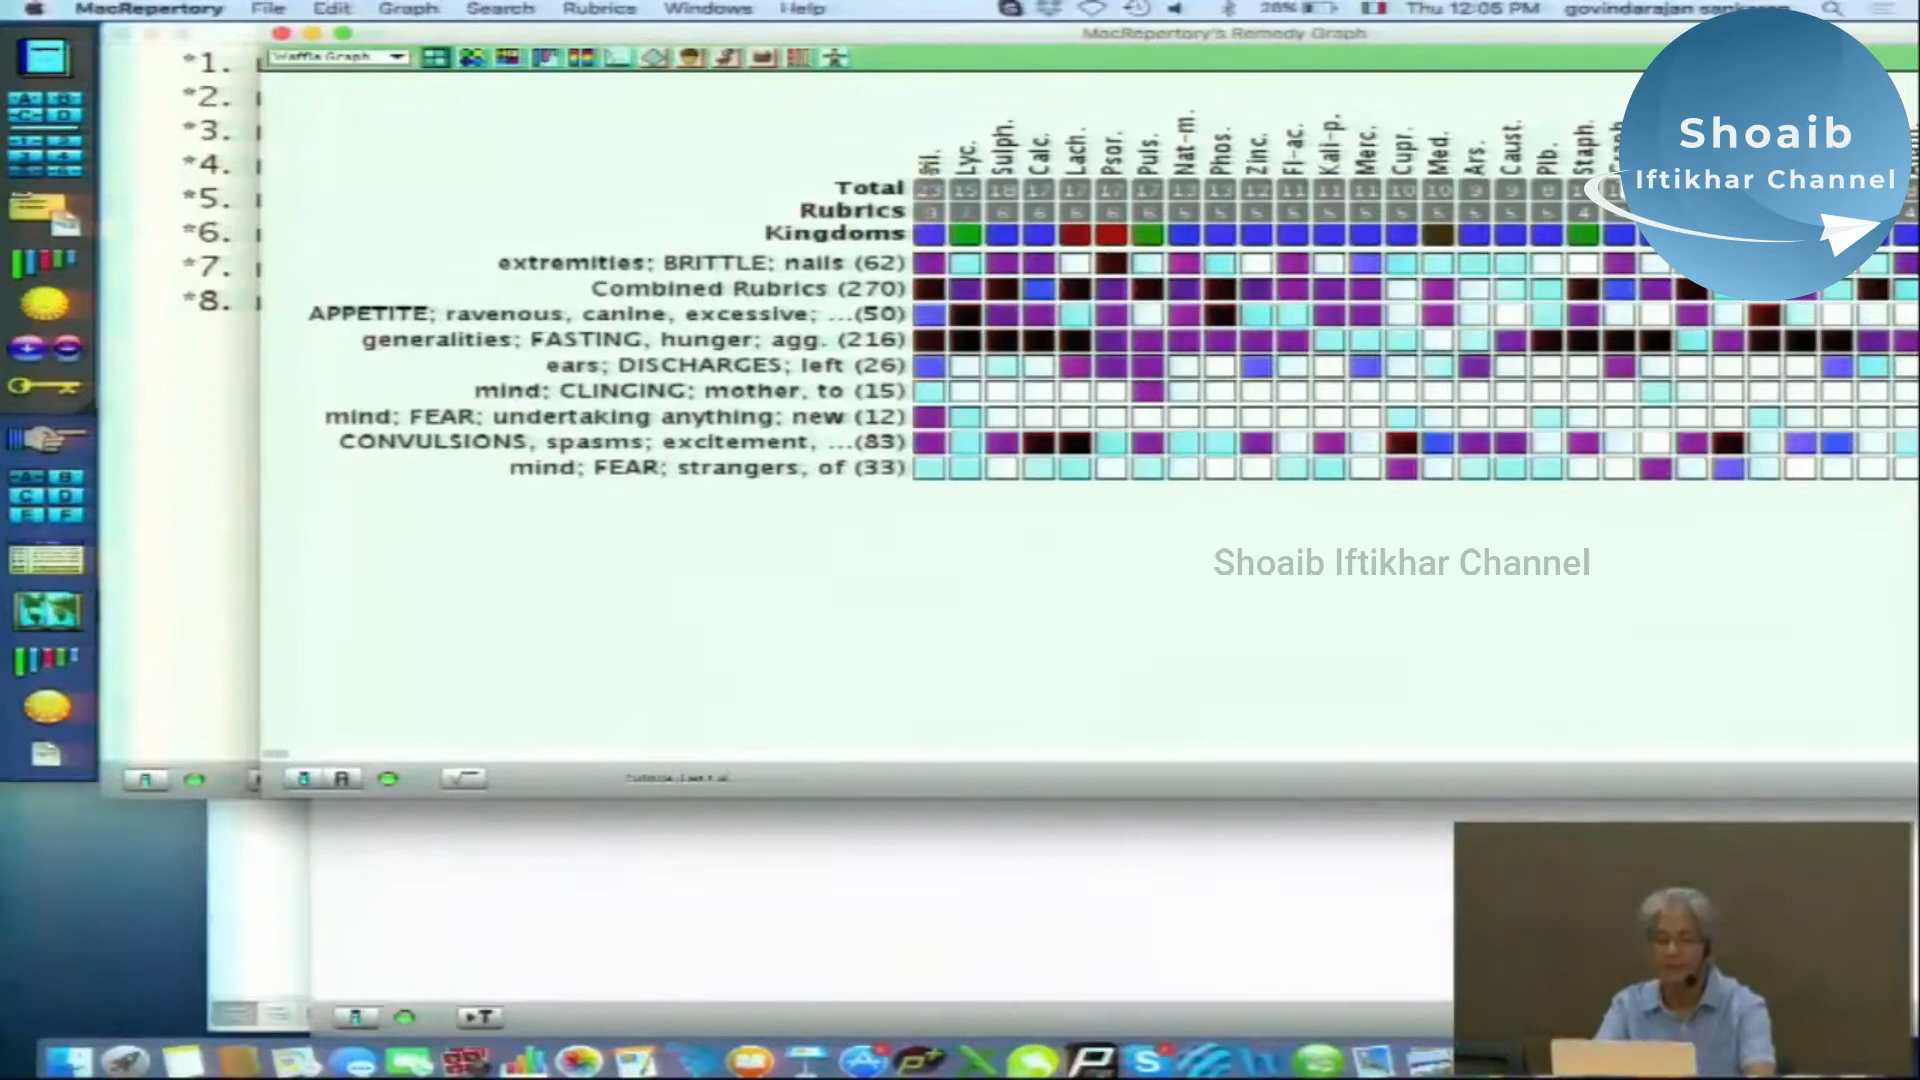 MacRepertory File Edit Graph Search Rubrics Windows Help
28% Thu 12:05 PM govindarajan
MacRepertory's Remedy Graph
Waffle Graph
*1.
*2.
*3.
*4.
*5.
*6.
*7.
*8.
Lyc. Sulph. Calc. Lach. Psor. Puls. Nat-m. Phos. Zinc. Fl-ac. Kali-p. Merc. Cupr. Med. Ars. Caust. Plb. Staph.
Total
Rubrics
Kingdoms
extremities; BRITTLE; nails (62)
Combined Rubrics (270)
APPETITE; ravenous, canine, excessive; ...(50)
generalities; FASTING, hunger; agg. (216)
ears; DISCHARGES; left (26)
mind; CLINGING; mother, to (15)
mind; FEAR; undertaking anything; new (12)
CONVULSIONS, spasms; excitement, ...(83)
mind; FEAR; strangers, of (33)
Shoaib
Iftikhar Channel
Shoaib Iftikhar Channel